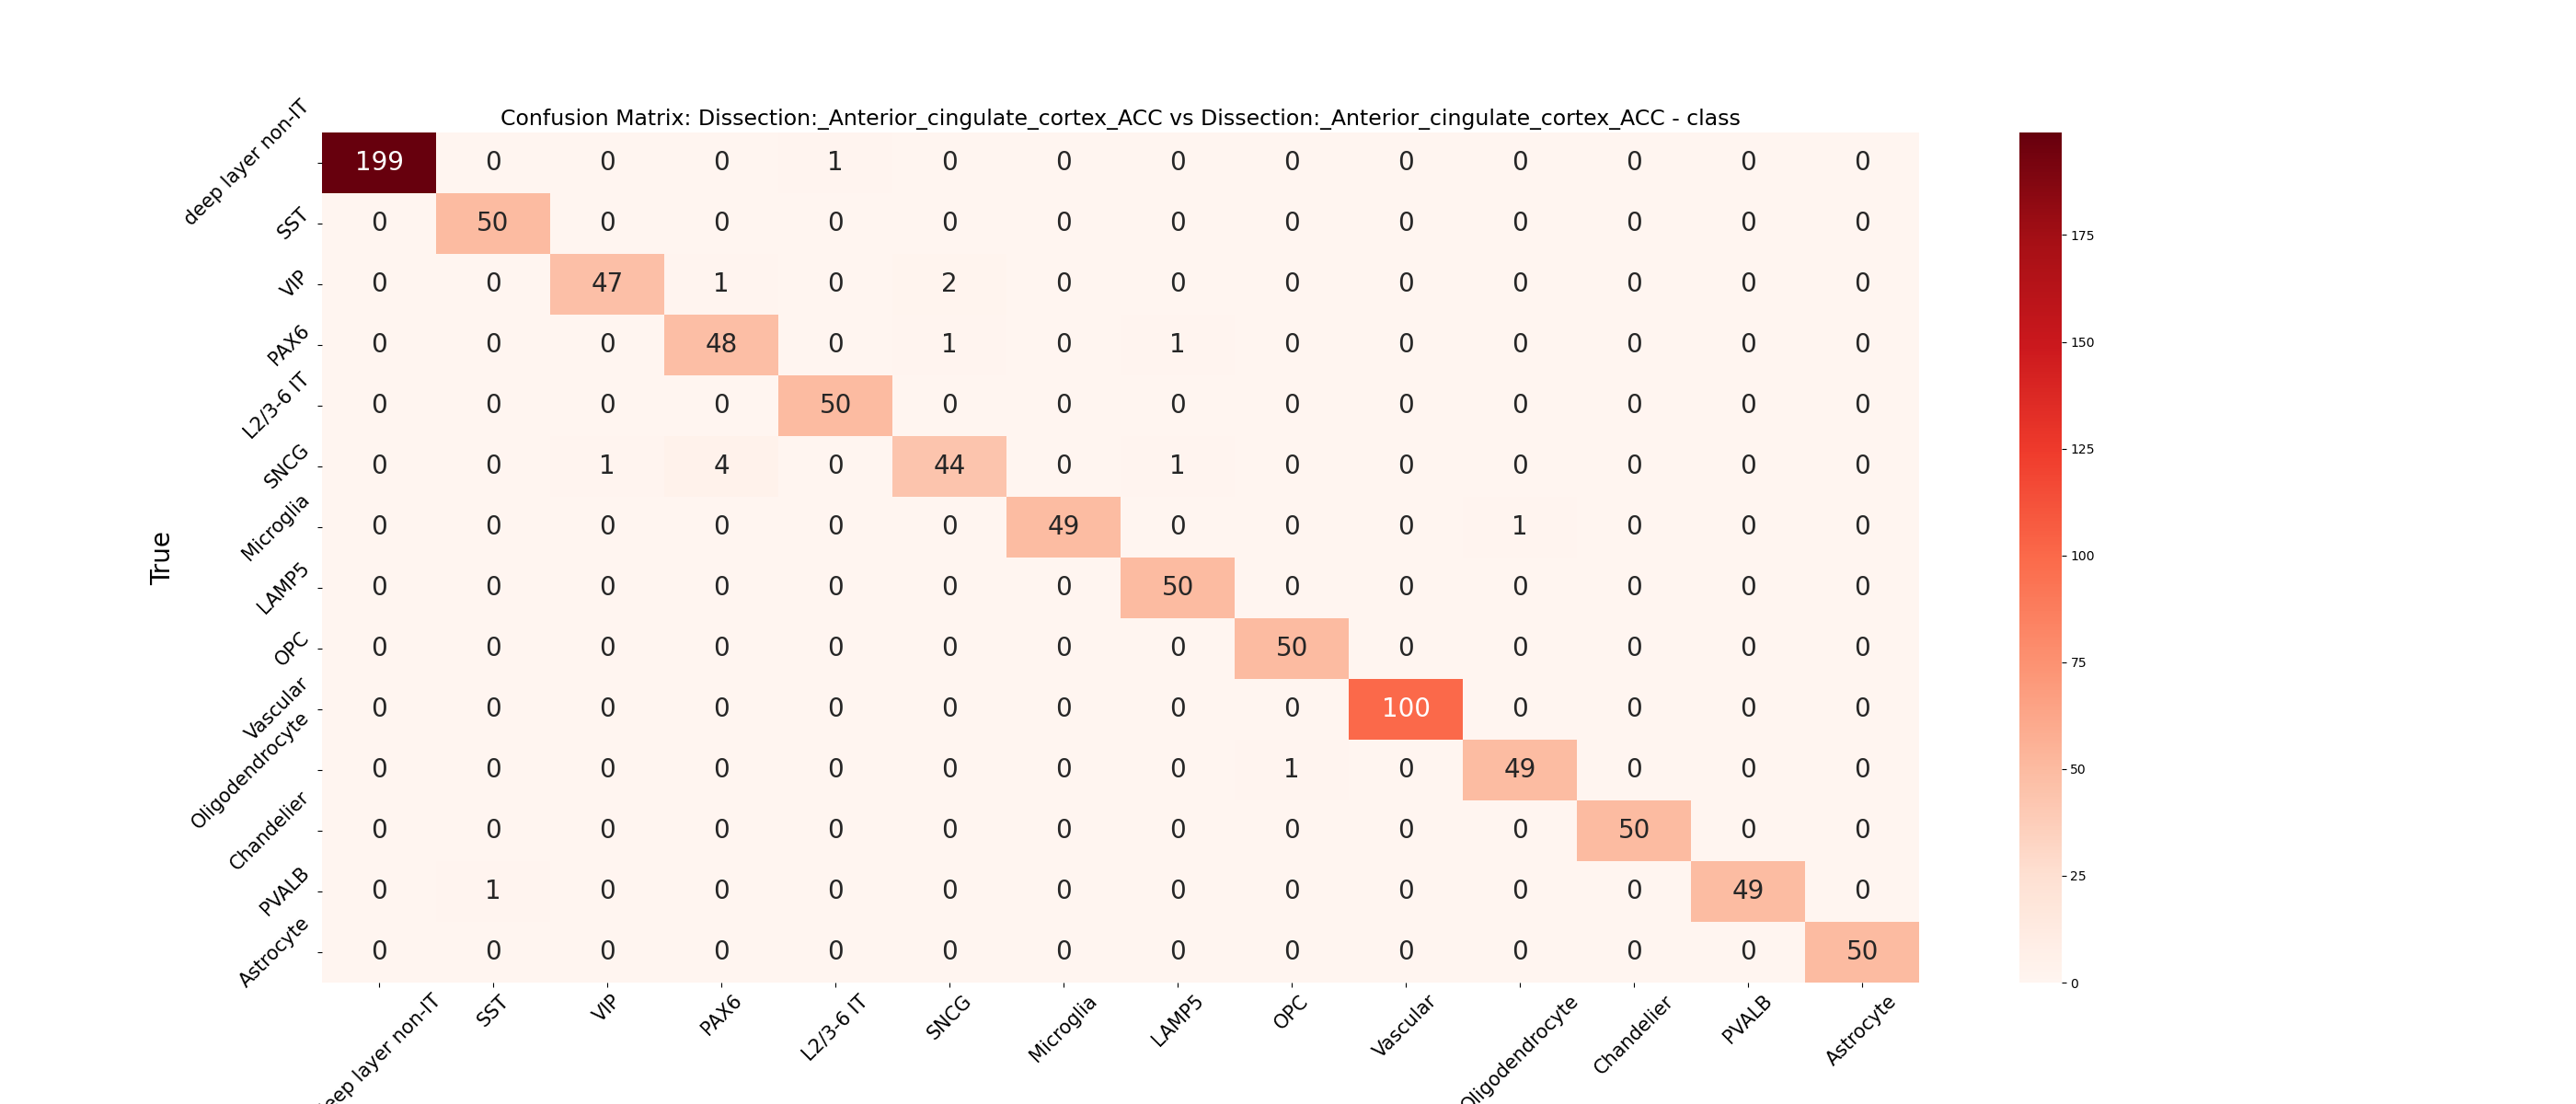 Confusion Matrix: Dissection:_Anterior_cingulate_cortex_ACC vs Dissection:_Anterior_cingulate_cortex_ACC - class
True
deep layer non-IT 199 0 0 0 1 0 0 0 0 0 0 0 0 0
SST 0 50 0 0 0 0 0 0 0 0 0 0 0 0
VIP 0 0 47 1 0 2 0 0 0 0 0 0 0 0
PAX6 0 0 0 48 0 1 0 1 0 0 0 0 0 0
L2/3-6 IT 0 0 0 0 50 0 0 0 0 0 0 0 0 0
SNCG 0 0 1 4 0 44 0 1 0 0 0 0 0 0
Microglia 0 0 0 0 0 0 49 0 0 0 1 0 0 0
LAMP5 0 0 0 0 0 0 0 50 0 0 0 0 0 0
OPC 0 0 0 0 0 0 0 0 50 0 0 0 0 0
Vascular 0 0 0 0 0 0 0 0 0 100 0 0 0 0
Oligodendrocyte 0 0 0 0 0 0 0 0 1 0 49 0 0 0
Chandelier 0 0 0 0 0 0 0 0 0 0 0 50 0 0
PVALB 0 1 0 0 0 0 0 0 0 0 0 0 49 0
Astrocyte 0 0 0 0 0 0 0 0 0 0 0 0 0 50
deep layer non-IT SST VIP PAX6 L2/3-6 IT SNCG Microglia LAMP5 OPC Vascular Oligodendrocyte Chandelier PVALB Astrocyte
175
150
125
100
75
50
25
0